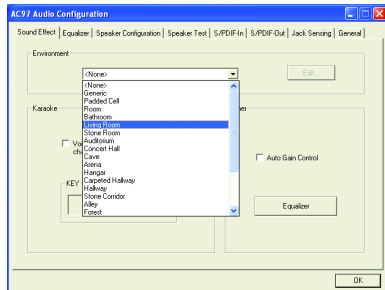 AC97 Audio Configuration
Sound Effect | Equalizer | Speaker Configuration | Speaker Test | S/PDIF-In | S/PDIF-Out | Jack Sensing | General
Environment
<None>
Edit...
<None>
Generic
Padded Cell
Room
Bathroom
Living Room
Stone Room
Auditorium
Concert Hall
Cave
Arena
Hangar
Carpeted Hallway
Hallway
Stone Corridor
Alley
Forest
Karaoke
KEY
Auto Gain Control
Equalizer
OK